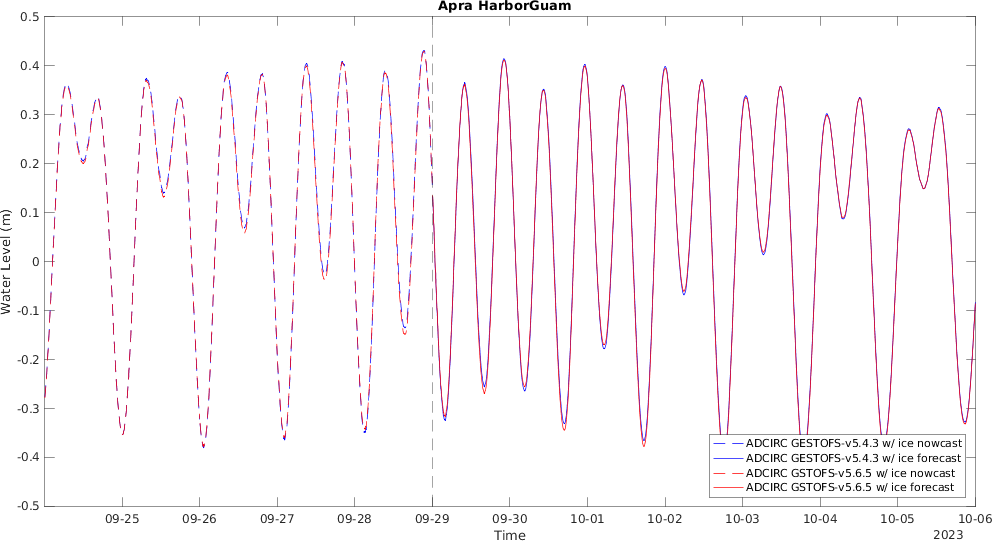 Apra HarborGuam
0.5
0.4
0.3
0.2
0.1
0
-0.1
-0.2
-0.3
-0.4
-0.5
Water Level (m)
ADCIRC GESTOFS-v5.4.3 w/ ice nowcast
ADCIRC GESTOFS-v5.4.3 w/ ice forecast
ADCIRC GSTOFS-v5.6.5 w/ ice nowcast
ADCIRC GSTOFS-v5.6.5 w/ ice forecast
09-25 09-26 09-27 09-28 09-29 09-30 10-01 10-02 10-03 10-04 10-05 10-06
Time
2023